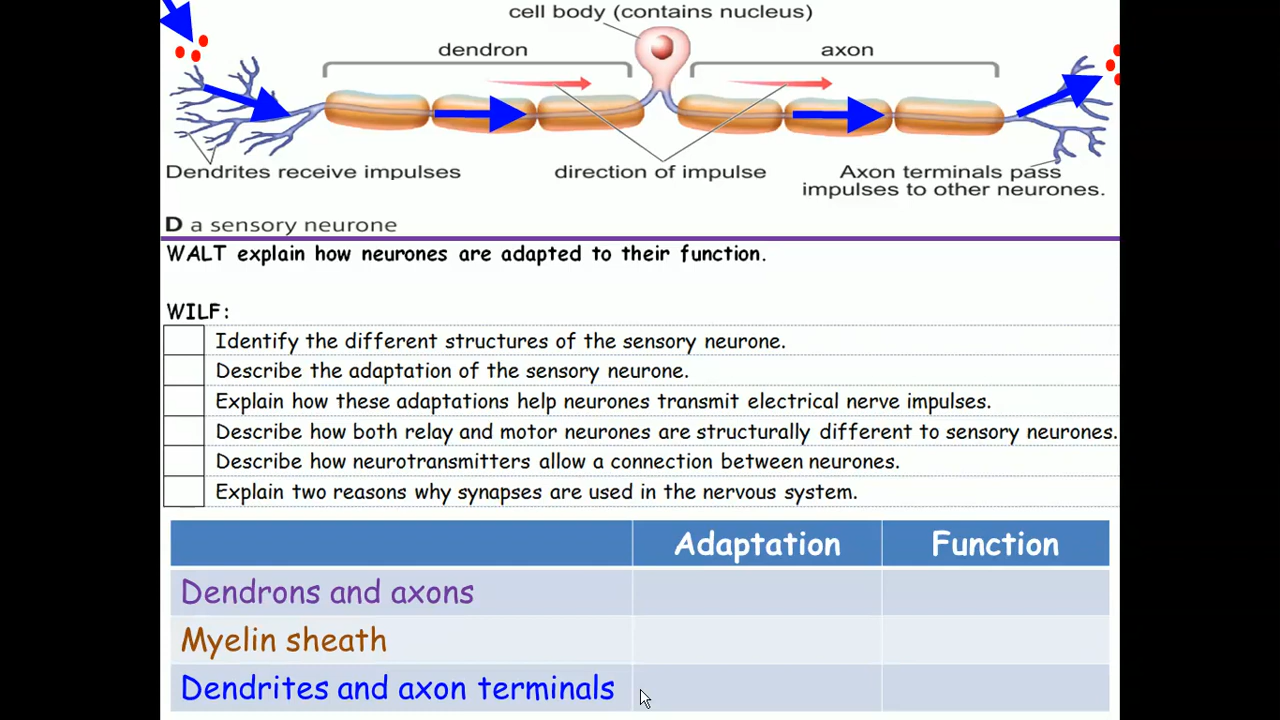 cell body (contains nucleus)
dendron
axon
Dendrites receive impulses
direction of impulse
Axon terminals pass
impulses to other neurones.
D a sensory neurone
WALT explain how neurones are adapted to their function.
WILF:
Identify the different structures of the sensory neurone.
Describe the adaptation of the sensory neurone.
Explain how these adaptations help neurones transmit electrical nerve impulses.
Describe how both relay and motor neurones are structurally different to sensory neurones.
Describe how neurotransmitters allow a connection between neurones.
Explain two reasons why synapses are used in the nervous system.
Adaptation Function
Dendrons and axons
Myelin sheath
Dendrites and axon terminals